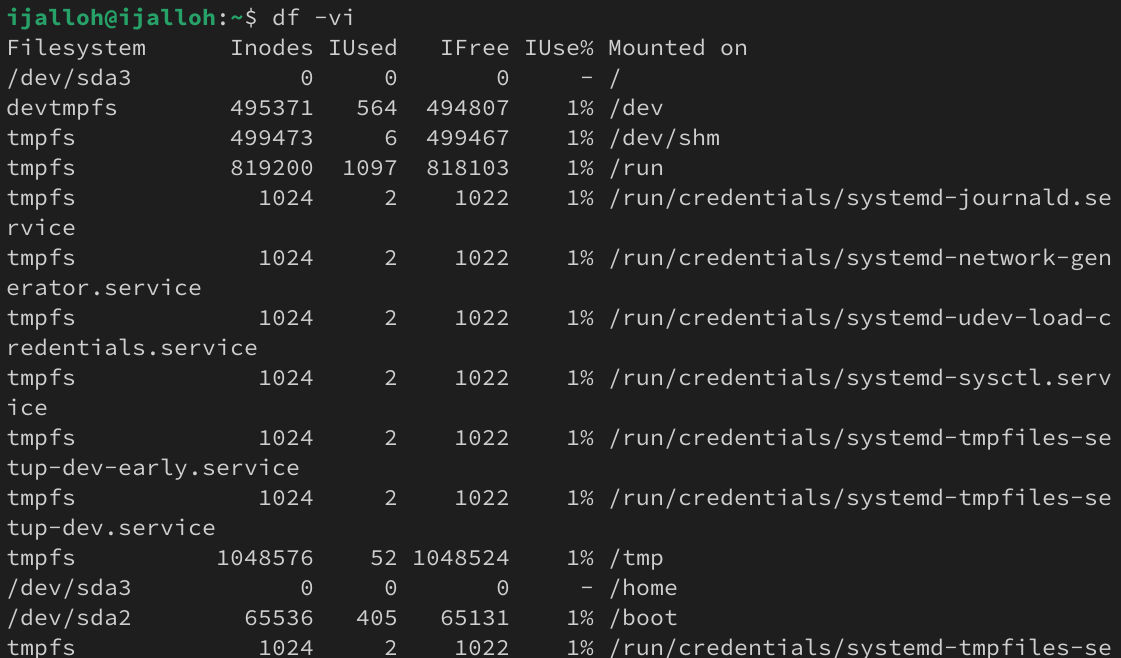 ijalloh@ijalloh:~$ df -vi
Filesystem      Inodes IUsed   IFree IUse% Mounted on
/dev/sda3            0     0       0     - /
devtmpfs        495371   564  494807    1% /dev
tmpfs           499473     6  499467    1% /dev/shm
tmpfs           819200  1097  818103    1% /run
tmpfs             1024     2    1022    1% /run/credentials/systemd-journald.se
rvice
tmpfs             1024     2    1022    1% /run/credentials/systemd-network-gen
erator.service
tmpfs             1024     2    1022    1% /run/credentials/systemd-udev-load-c
redentials.service
tmpfs             1024     2    1022    1% /run/credentials/systemd-sysctl.serv
ice
tmpfs             1024     2    1022    1% /run/credentials/systemd-tmpfiles-se
tup-dev-early.service
tmpfs             1024     2    1022    1% /run/credentials/systemd-tmpfiles-se
tup-dev.service
tmpfs          1048576    52 1048524    1% /tmp
/dev/sda3            0     0       0     - /home
/dev/sda2        65536   405   65131    1% /boot
tmpfs             1024     2    1022    1% /run/credentials/systemd-tmpfiles-se